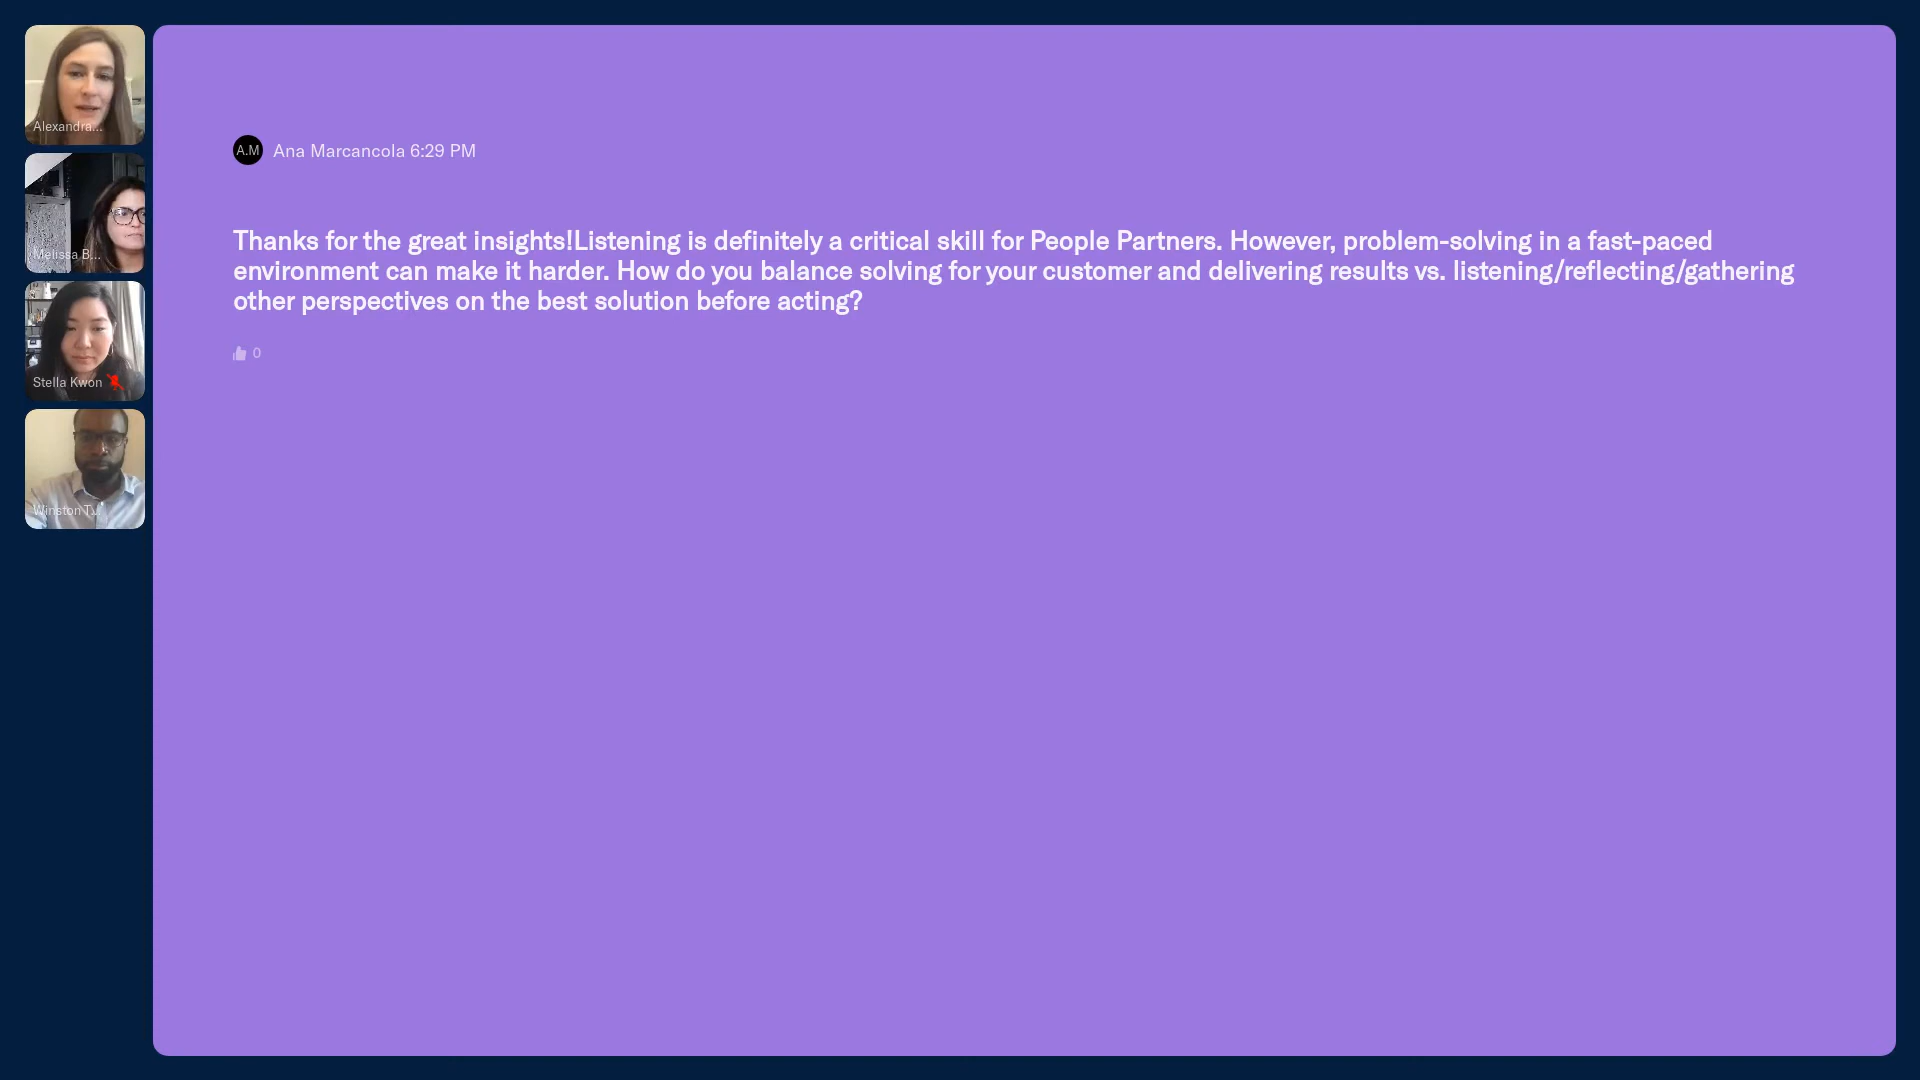 Alexandra...
Melissa B...
Stella Kwon
Winston T...
A.M
Ana Marcancola 6:29 PM
Thanks for the great insights!Listening is definitely a critical skill for People Partners. However, problem-solving in a fast-paced
environment can make it harder. How do you balance solving for your customer and delivering results vs. listening/reflecting/gathering
other perspectives on the best solution before acting?
0